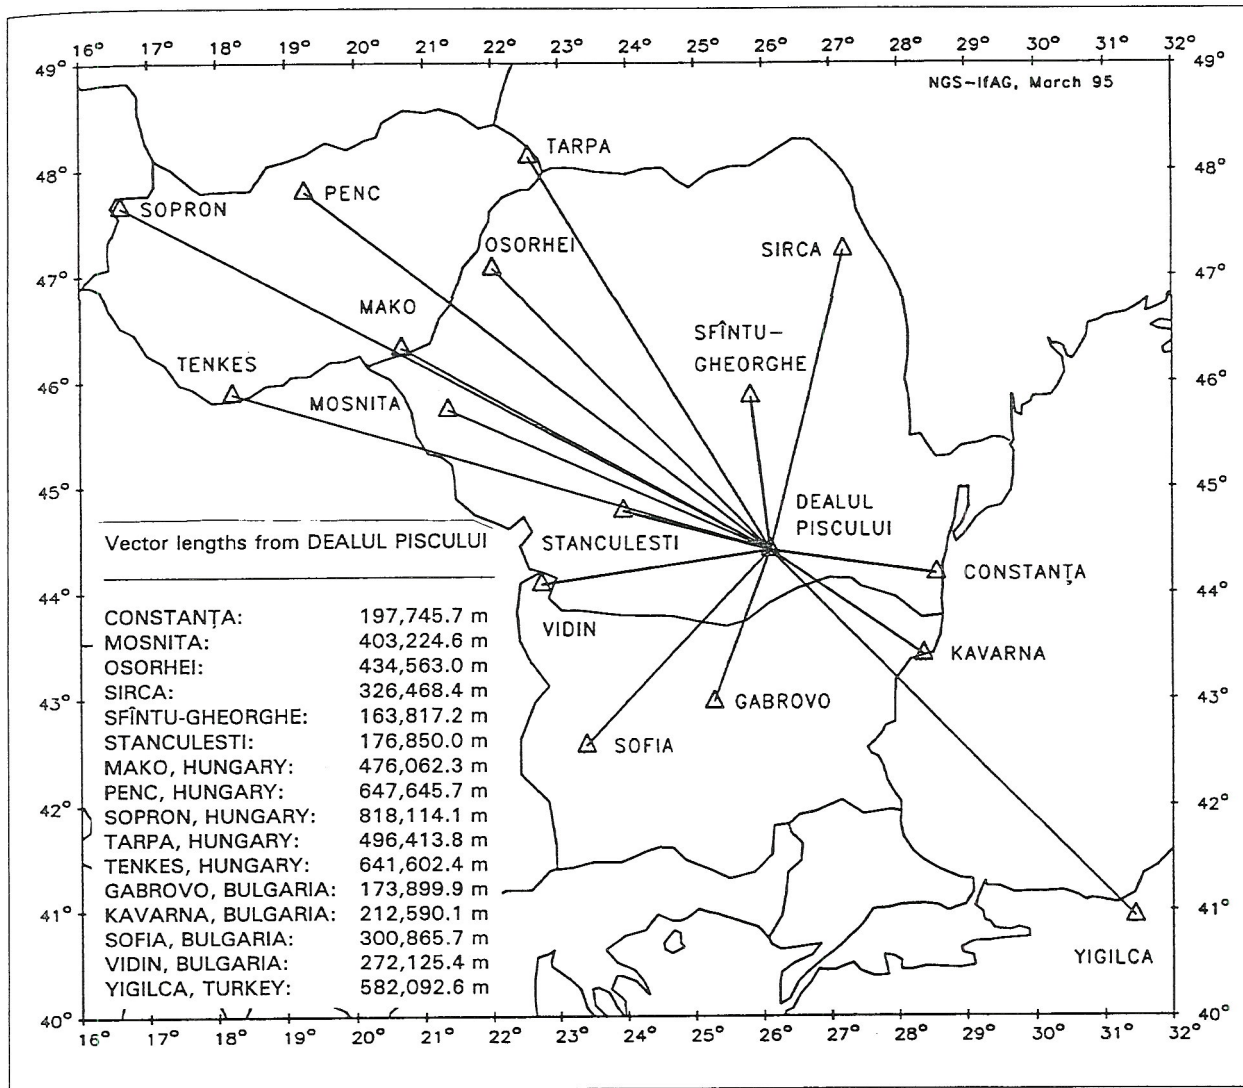 16° 17° 18° 19° 20° 21° 22° 23° 24° 25° 26° 27° 28° 29° 30° 31° 32°
49° 49°
NGS-IfAG, March 95
TARPA
48° 48°
PENC
SOPRON
OSORHEI
SIRCA
47° 47°
MAKO
SFÎNTU-
GHEORGHE
TENKES
46° 46°
MOSNITA
45° 45°
DEALUL
PISCULUI
STANCULESTI
CONSTANȚA
44° 44°
VIDIN
KAVARNA
43° 43°
GABROVO
SOFIA
42° 42°
41° 41°
YIGILCA
40° 40°
16° 17° 18° 19° 20° 21° 22° 23° 24° 25° 26° 27° 28° 29° 30° 31° 32°
Vector lengths from DEALUL PISCULUI
CONSTANȚA: 197,745.7 m
MOSNITA: 403,224.6 m
OSORHEI: 434,563.0 m
SIRCA: 326,468.4 m
SFÎNTU-GHEORGHE: 163,817.2 m
STANCULESTI: 176,850.0 m
MAKO, HUNGARY: 476,062.3 m
PENC, HUNGARY: 647,645.7 m
SOPRON, HUNGARY: 818,114.1 m
TARPA, HUNGARY: 496,413.8 m
TENKES, HUNGARY: 641,602.4 m
GABROVO, BULGARIA: 173,899.9 m
KAVARNA, BULGARIA: 212,590.1 m
SOFIA, BULGARIA: 300,865.7 m
VIDIN, BULGARIA: 272,125.4 m
YIGILCA, TURKEY: 582,092.6 m